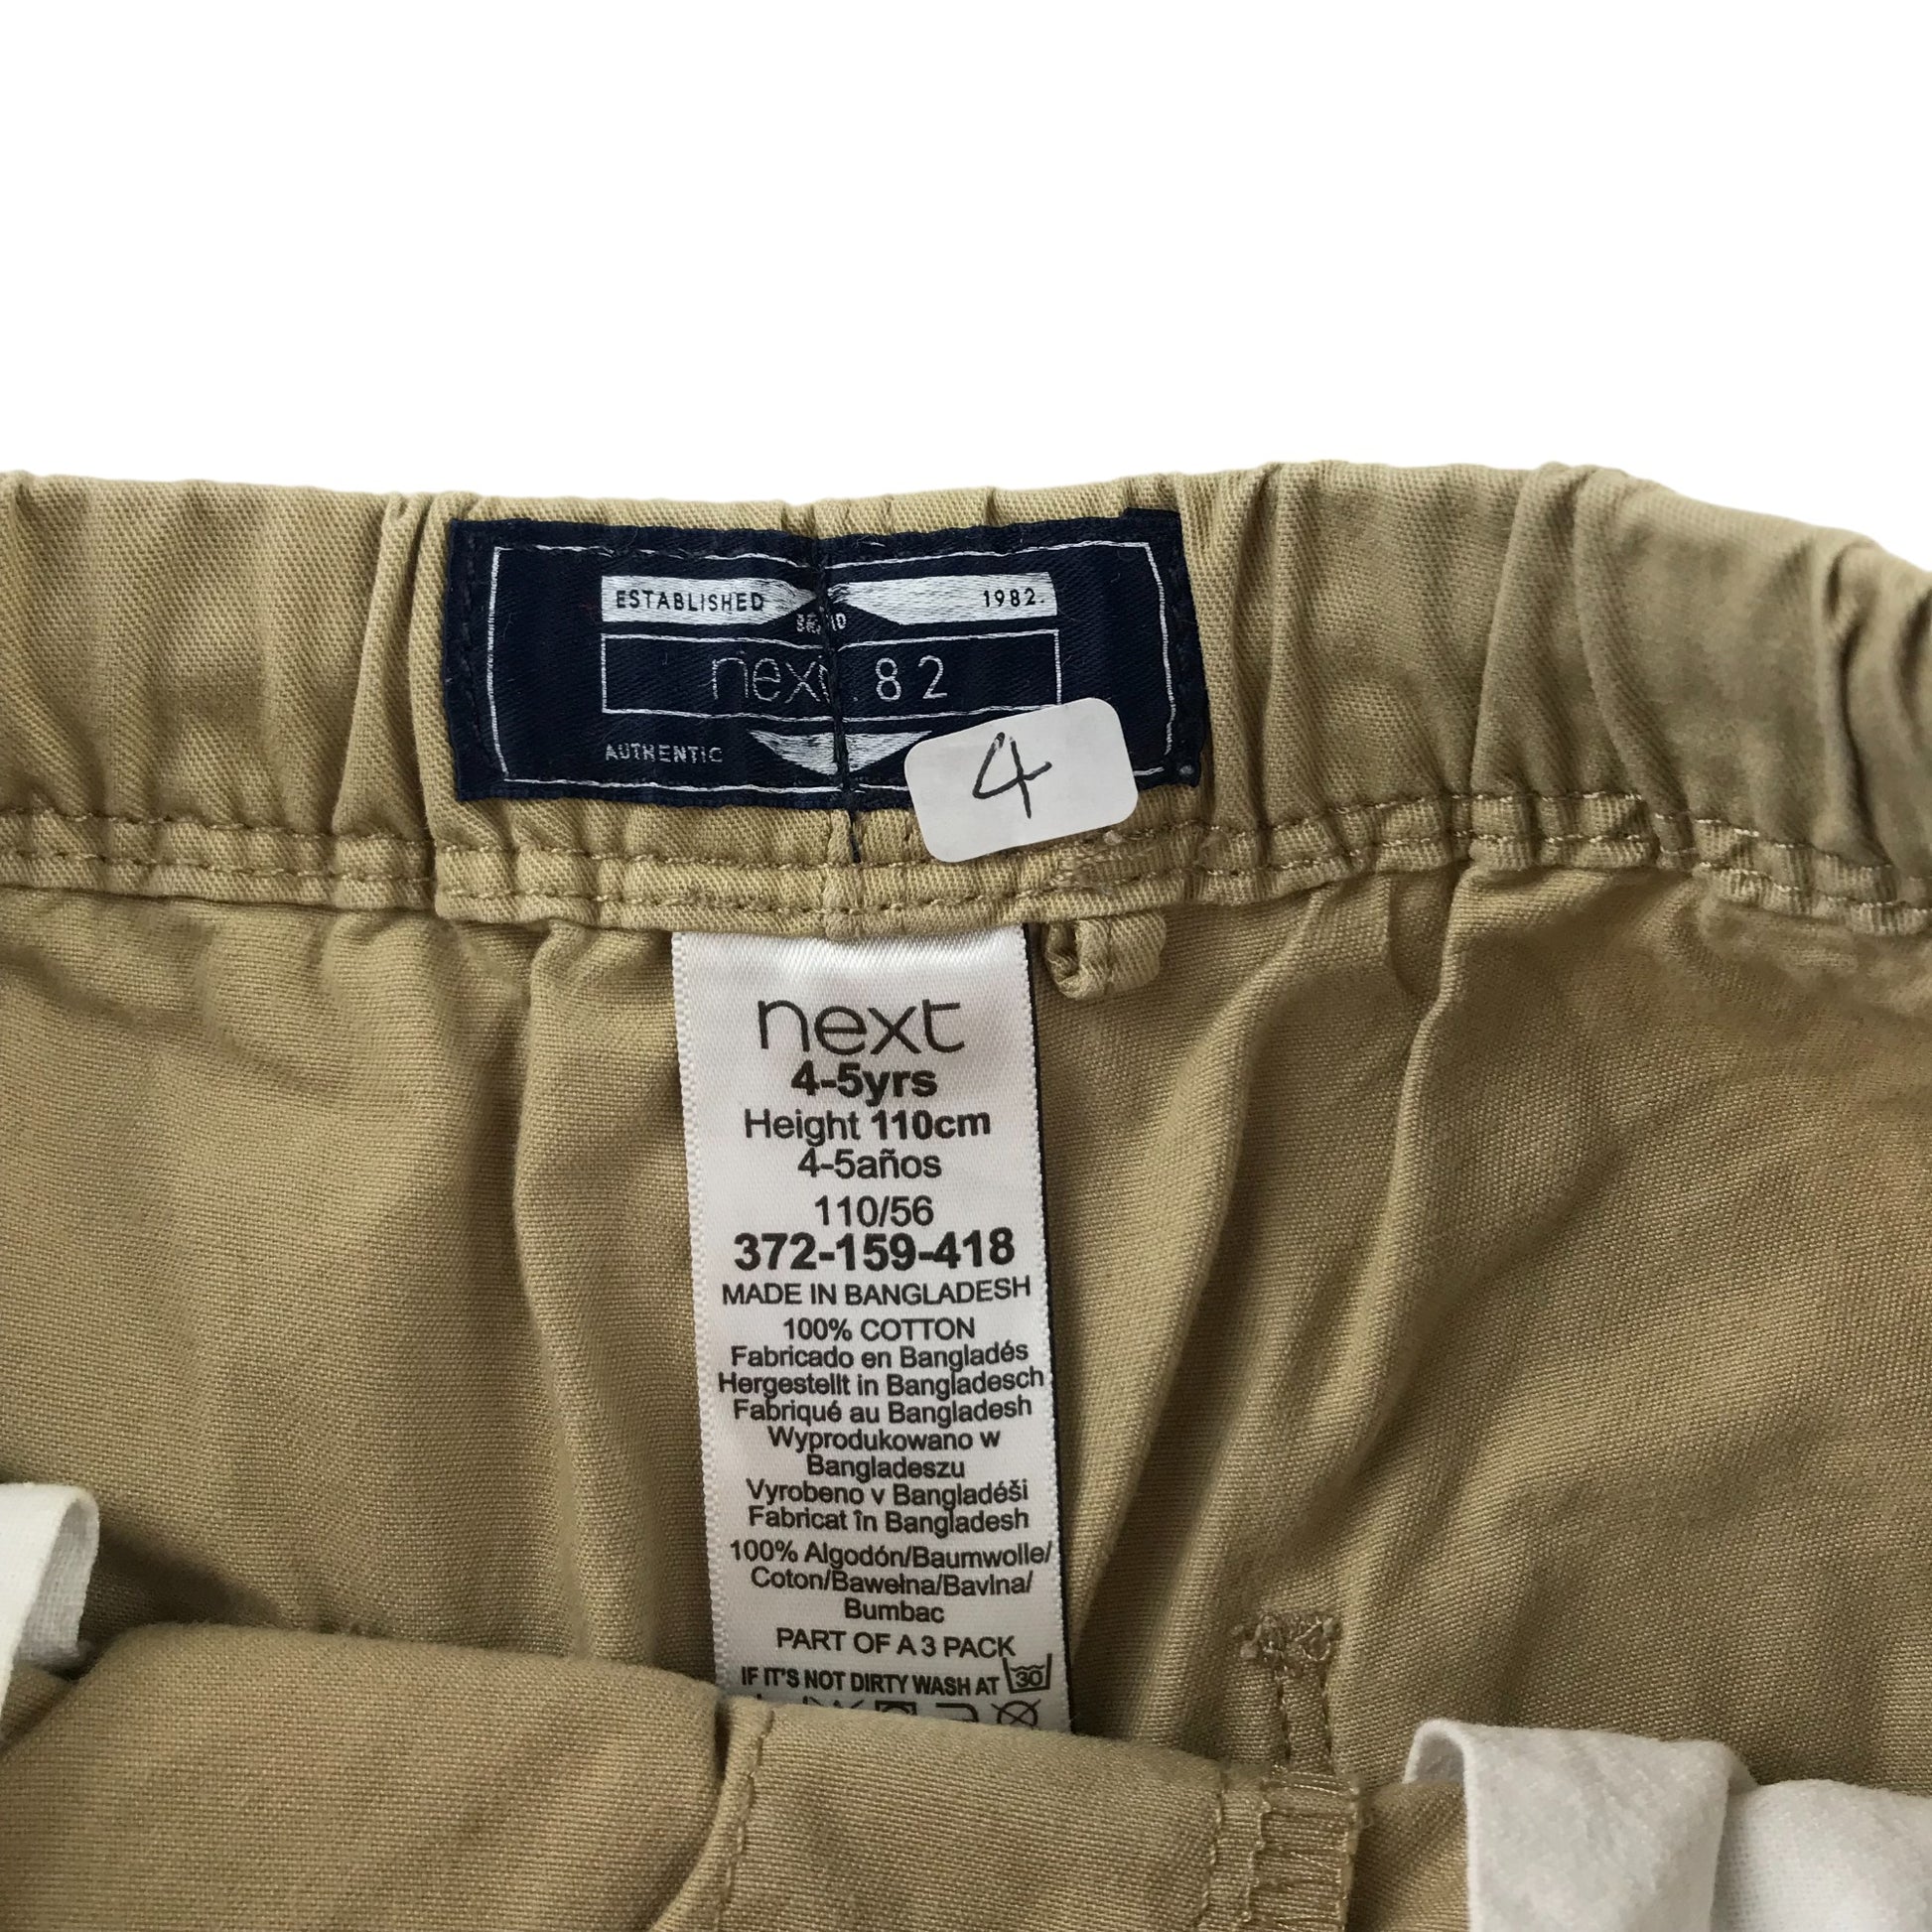 ESTABLISHED 1982.
next 82
AUTHENTIC
4
next
4-5yrs
Height 110cm
4-5años
110/56
372-159-418
MADE IN BANGLADESH
100% COTTON
Fabricado en Bangladés
Hergestellt in Bangladesch
Fabriqué au Bangladesh
Wyprodukowano w
Bangladeszu
Vyrobeno v Bangladéši
Fabricat în Bangladesh
100% Algodón/Baumwolle/
Coton/Bawełna/Bavlna/
Bumbac
PART OF A 3 PACK
IF IT'S NOT DIRTY WASH AT 30